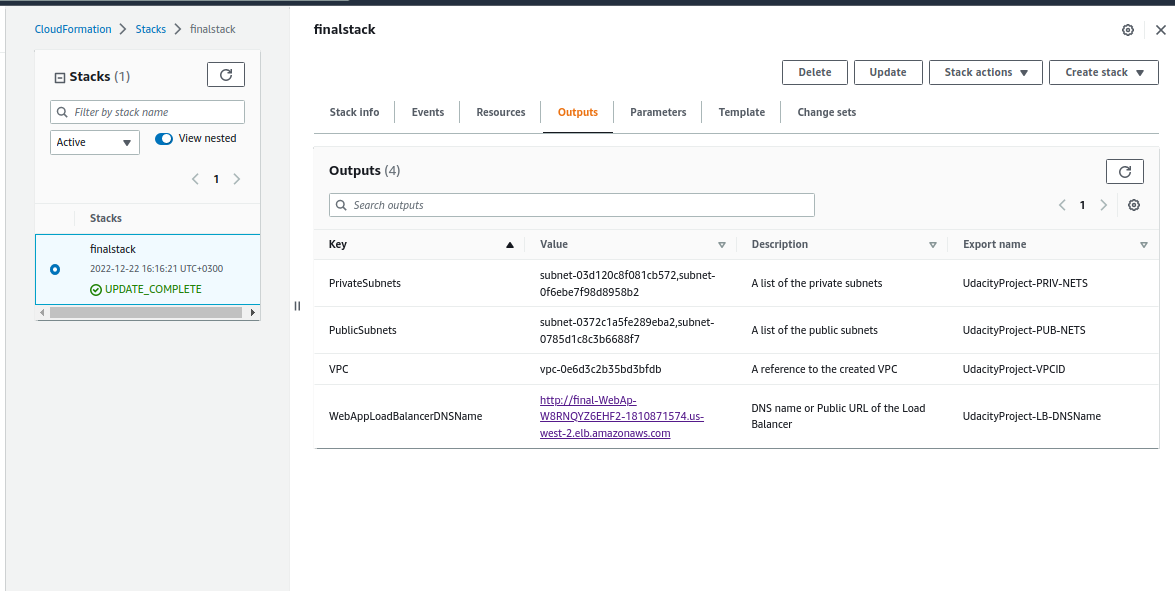 CloudFormation > Stacks > finalstack
Stacks (1)
Filter by stack name
Active
View nested
1
Stacks
finalstack
2022-12-22 16:16:21 UTC+0300
UPDATE_COMPLETE
finalstack
Delete
Update
Stack actions
Create stack
Stack info
Events
Resources
Outputs
Parameters
Template
Change sets
Outputs (4)
Search outputs
1
Key
Value
Description
Export name
PrivateSubnets
subnet-03d120c8f081cb572,subnet-
0f6ebe7f98d8958b2
A list of the private subnets
UdacityProject-PRIV-NETS
PublicSubnets
subnet-0372c1a5fe289eba2,subnet-
0785d1c8c3b6688f7
A list of the public subnets
UdacityProject-PUB-NETS
VPC
vpc-0e6d3c2b35bd3bfdb
A reference to the created VPC
UdacityProject-VPCID
WebAppLoadBalancerDNSName
http://final-WebAp-
W8RNQYZ6EHF2-1810871574.us-
west-2.elb.amazonaws.com
DNS name or Public URL of the Load
Balancer
UdacityProject-LB-DNSName